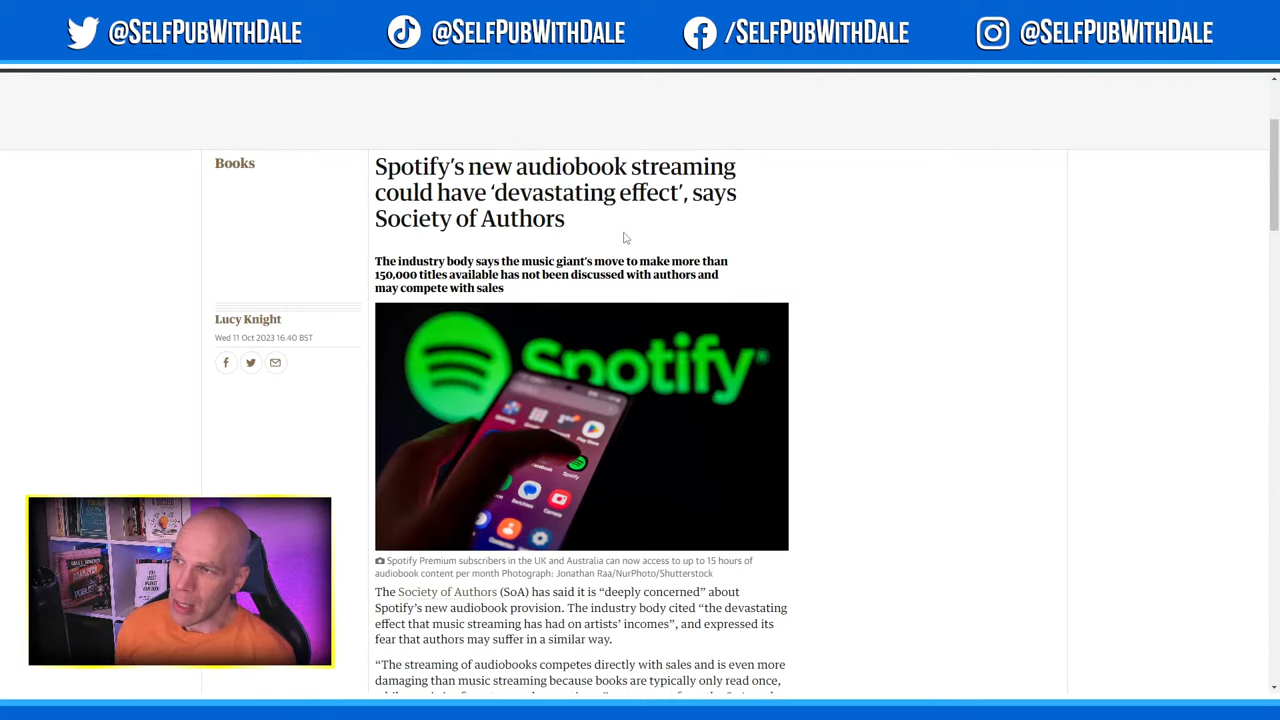 @SELFPUBWITHDALE
@SELFPUBWITHDALE
/SELFPUBWITHDALE
@SELFPUBWITHDALE
Books
Spotify’s new audiobook streaming
could have ‘devastating effect’, says
Society of Authors
The industry body says the music giant’s move to make more than
150,000 titles available has not been discussed with authors and
may compete with sales
Lucy Knight
Wed 11 Oct 2023 16.40 BST
Spotify
Spotify
Spotify Premium subscribers in the UK and Australia can now access to up to 15 hours of
audiobook content per month Photograph: Jonathan Raa/NurPhoto/Shutterstock
The Society of Authors (SoA) has said it is “deeply concerned” about
Spotify’s new audiobook provision. The industry body cited “the devastating
effect that music streaming has had on artists’ incomes”, and expressed its
fear that authors may suffer in a similar way.
“The streaming of audiobooks competes directly with sales and is even more
damaging than music streaming because books are typically only read once,